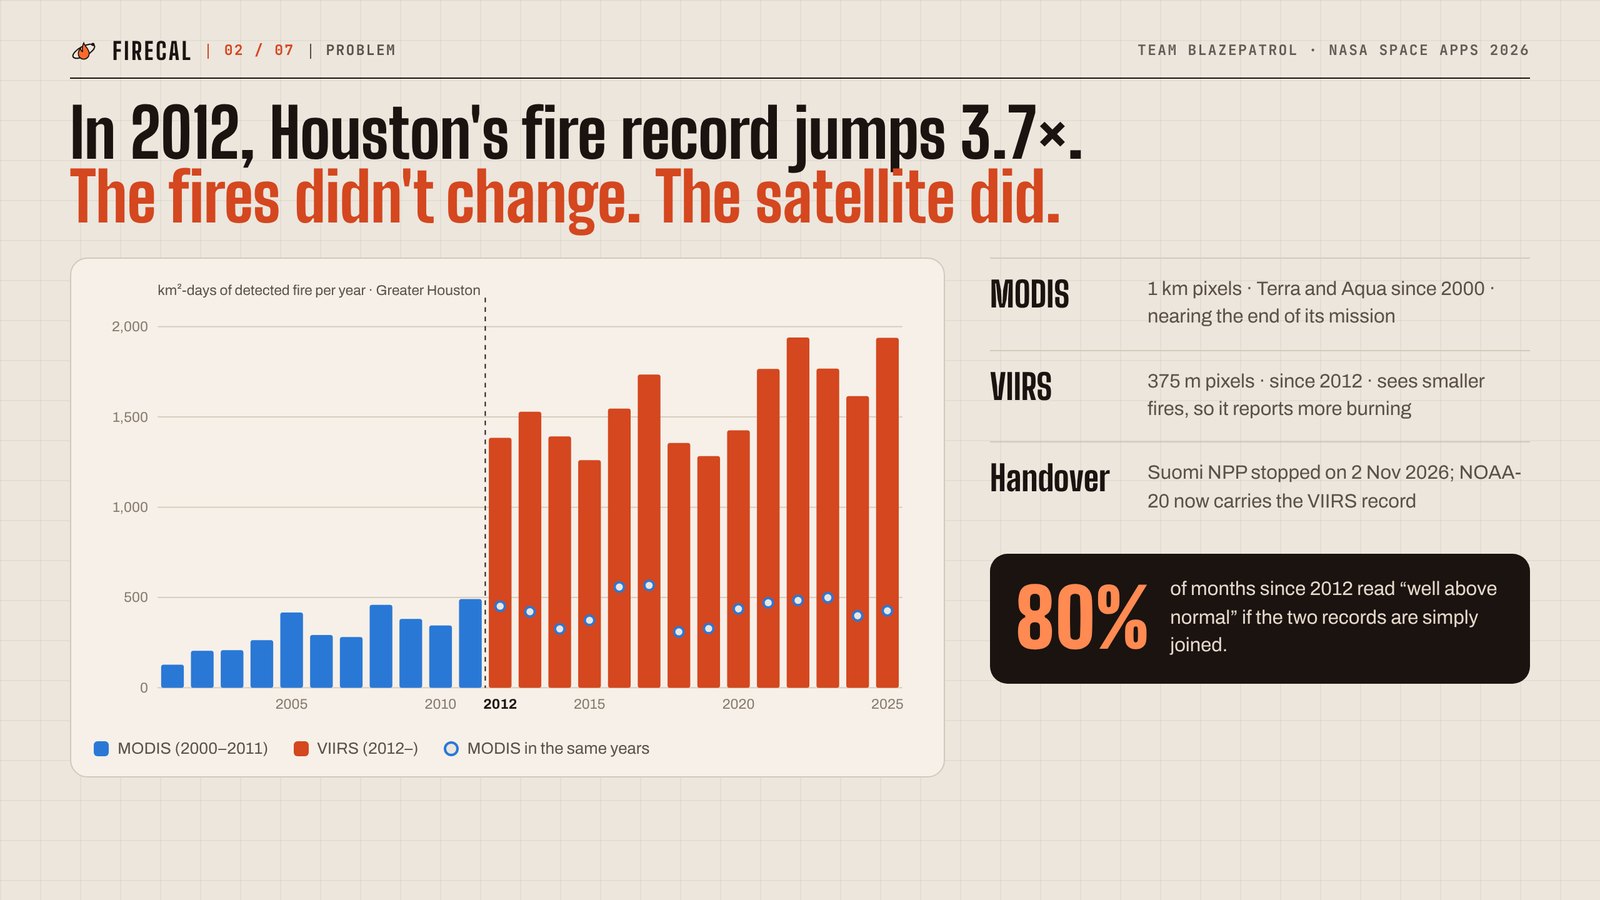 FIRECAL | 02 / 07 | PROBLEM
TEAM BLAZEPATROL · NASA SPACE APPS 2026
In 2012, Houston's fire record jumps 3.7×.
The fires didn't change. The satellite did.
km²-days of detected fire per year · Greater Houston
2,000
1,500
1,000
500
0
2005 2010 2012 2015 2020 2025
MODIS (2000–2011) VIIRS (2012–) MODIS in the same years
MODIS
1 km pixels · Terra and Aqua since 2000 ·
nearing the end of its mission
VIIRS
375 m pixels · since 2012 · sees smaller
fires, so it reports more burning
Handover
Suomi NPP stopped on 2 Nov 2026; NOAA-
20 now carries the VIIRS record
80%
of months since 2012 read “well above
normal” if the two records are simply
joined.